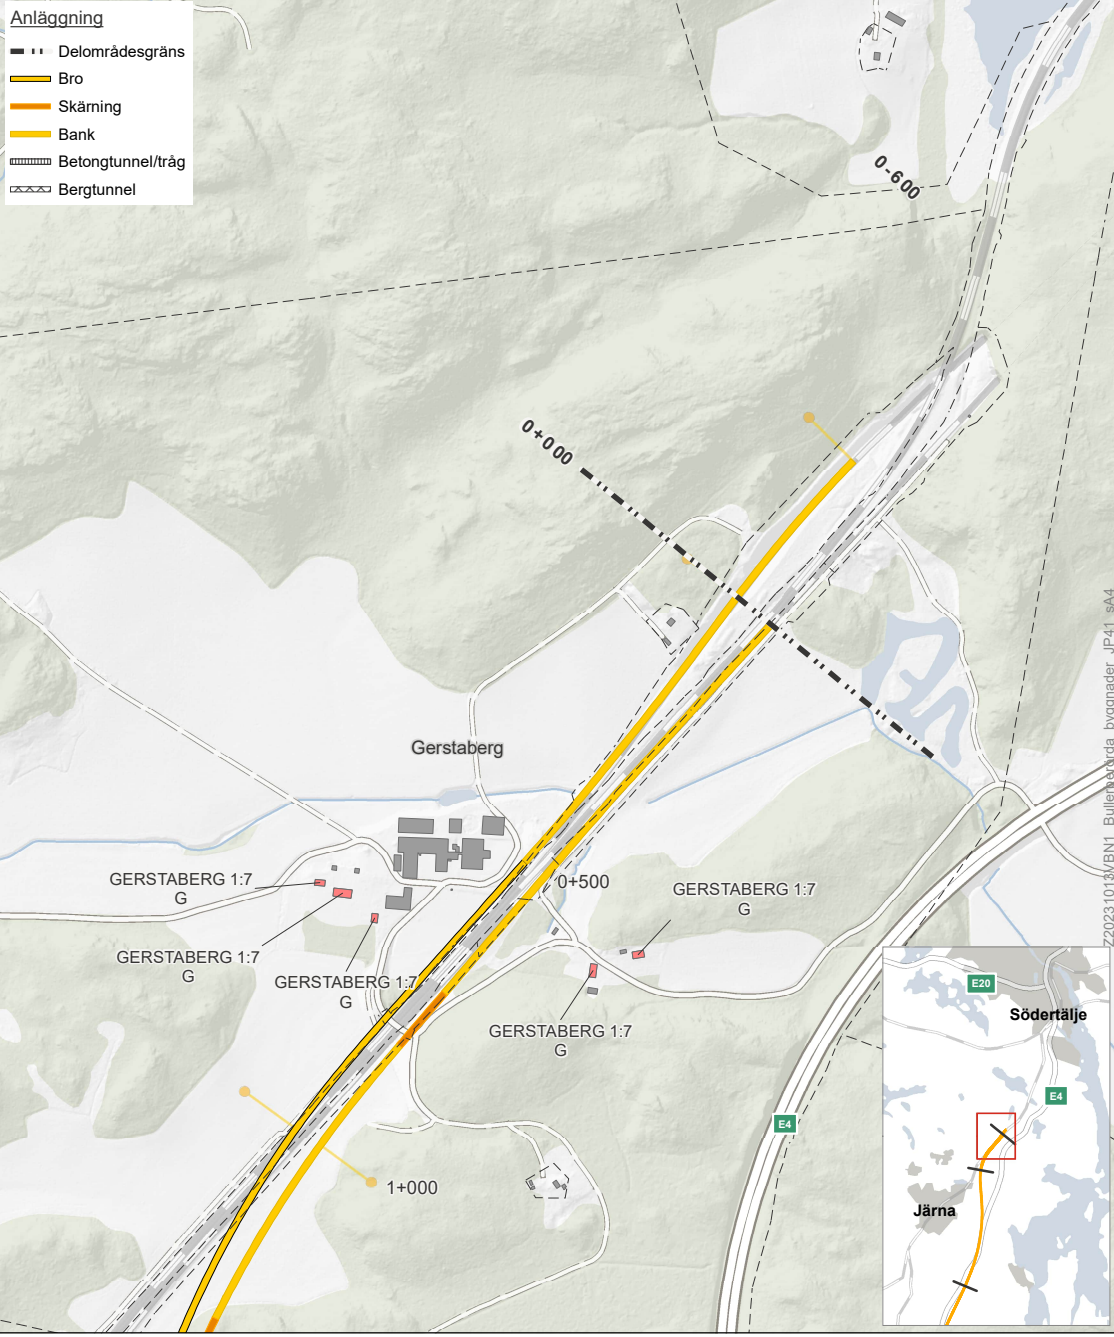 Anläggning
Delområdesgräns
Bro
Skärning
Bank
Betongtunnel/tråg
Bergtunnel
0-600
0+000
Gerstaberg
0+500
GERSTABERG 1:7
G
GERSTABERG 1:7
G
GERSTABERG 1:7
G
GERSTABERG 1:7
G
GERSTABERG 1:7
G
1+000
E4
E20
Södertälje
E4
Järna
JP41_sA4